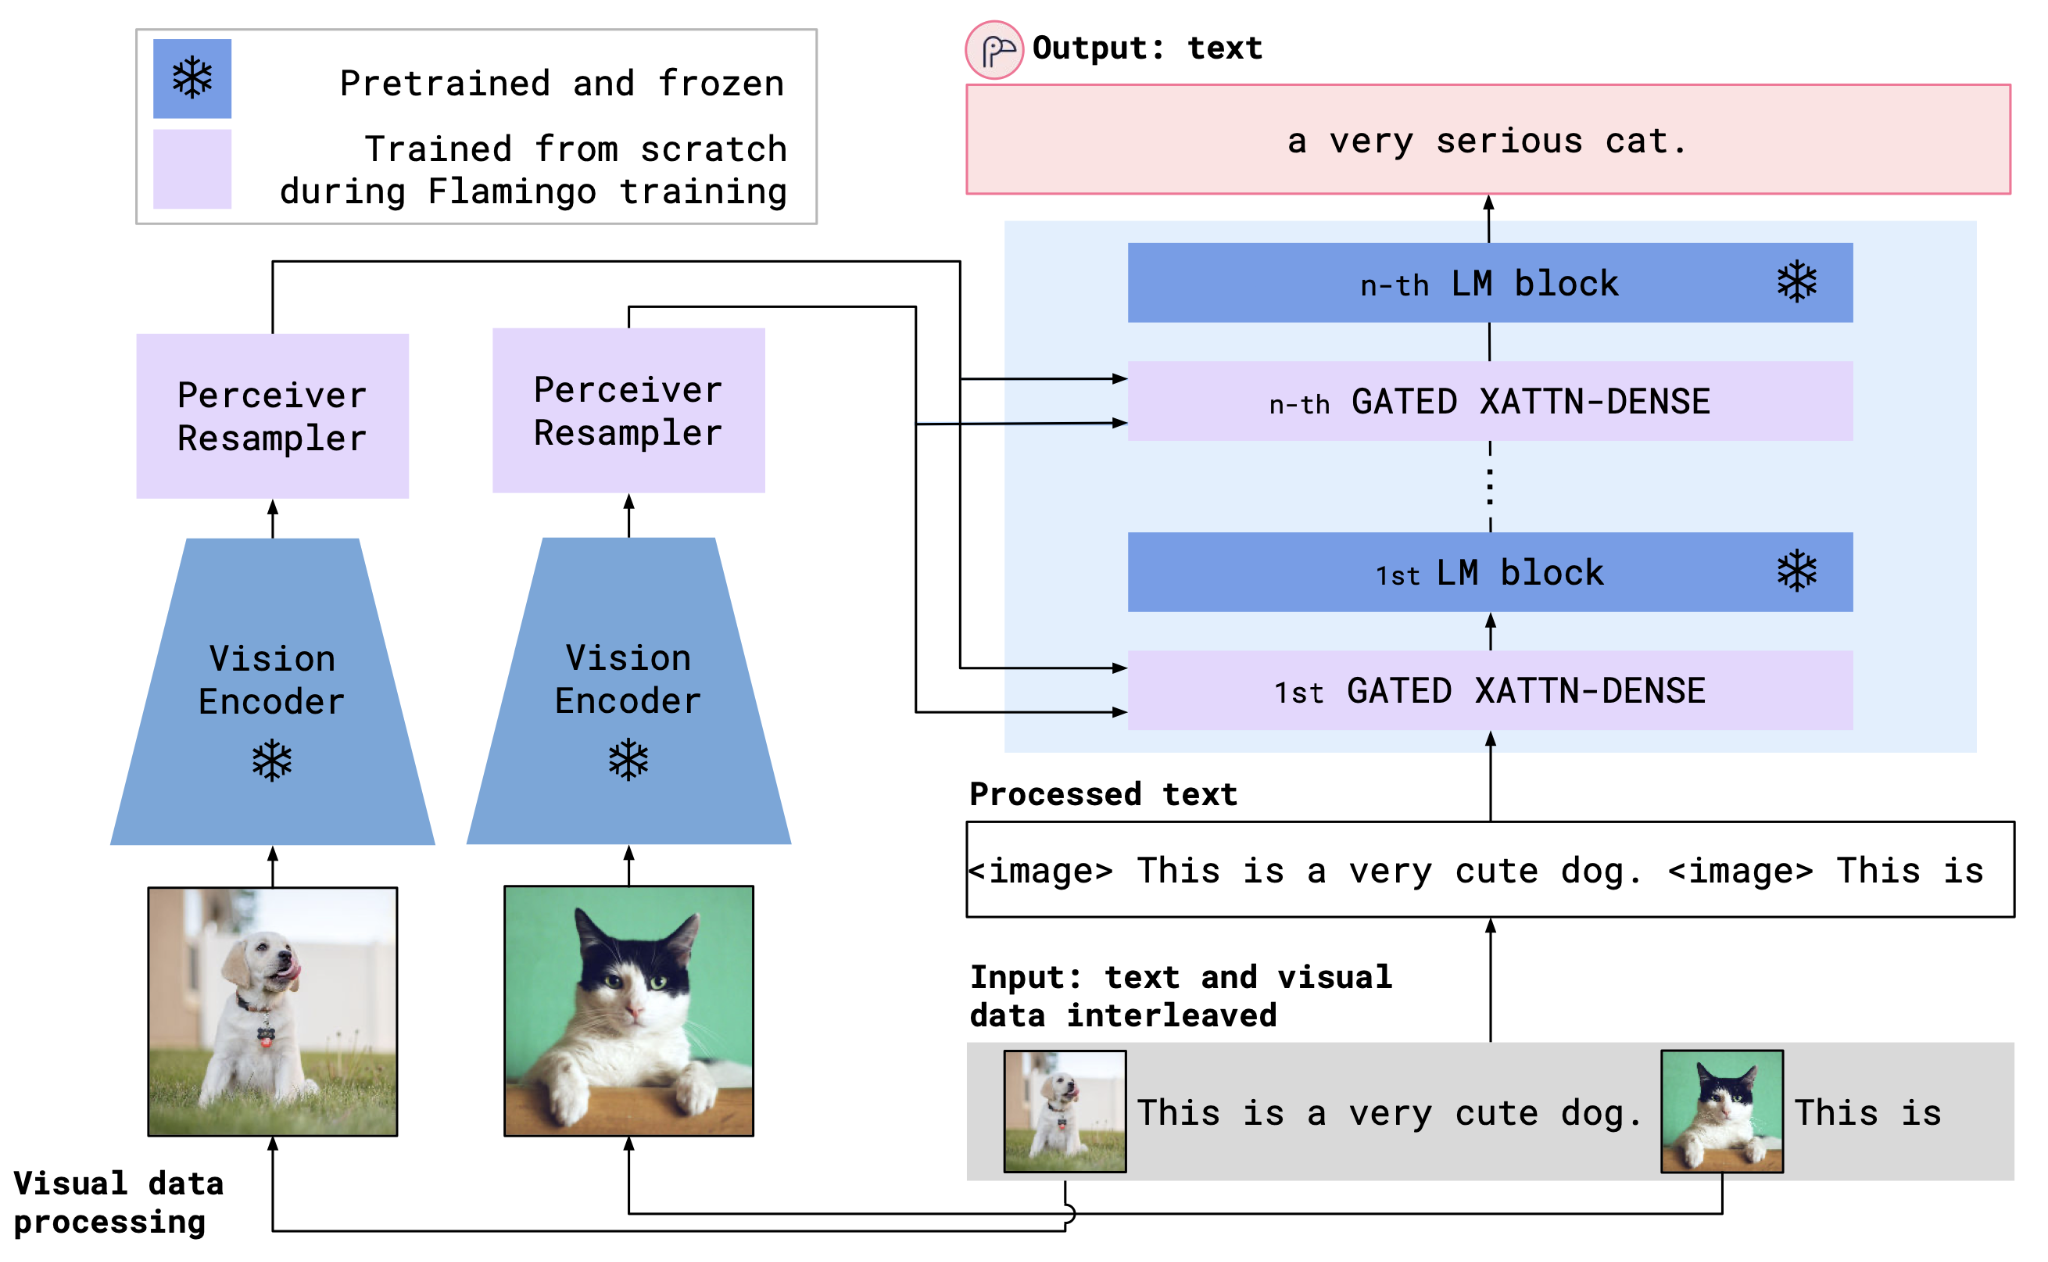 Pretrained and frozen
Trained from scratch
during Flamingo training
Output: text
a very serious cat.
n-th LM block
n-th GATED XATTN-DENSE
1st LM block
1st GATED XATTN-DENSE
Perceiver
Resampler
Perceiver
Resampler
Vision
Encoder
Vision
Encoder
Processed text
<image> This is a very cute dog. <image> This is
Input: text and visual
data interleaved
This is a very cute dog.
This is
Visual data
processing